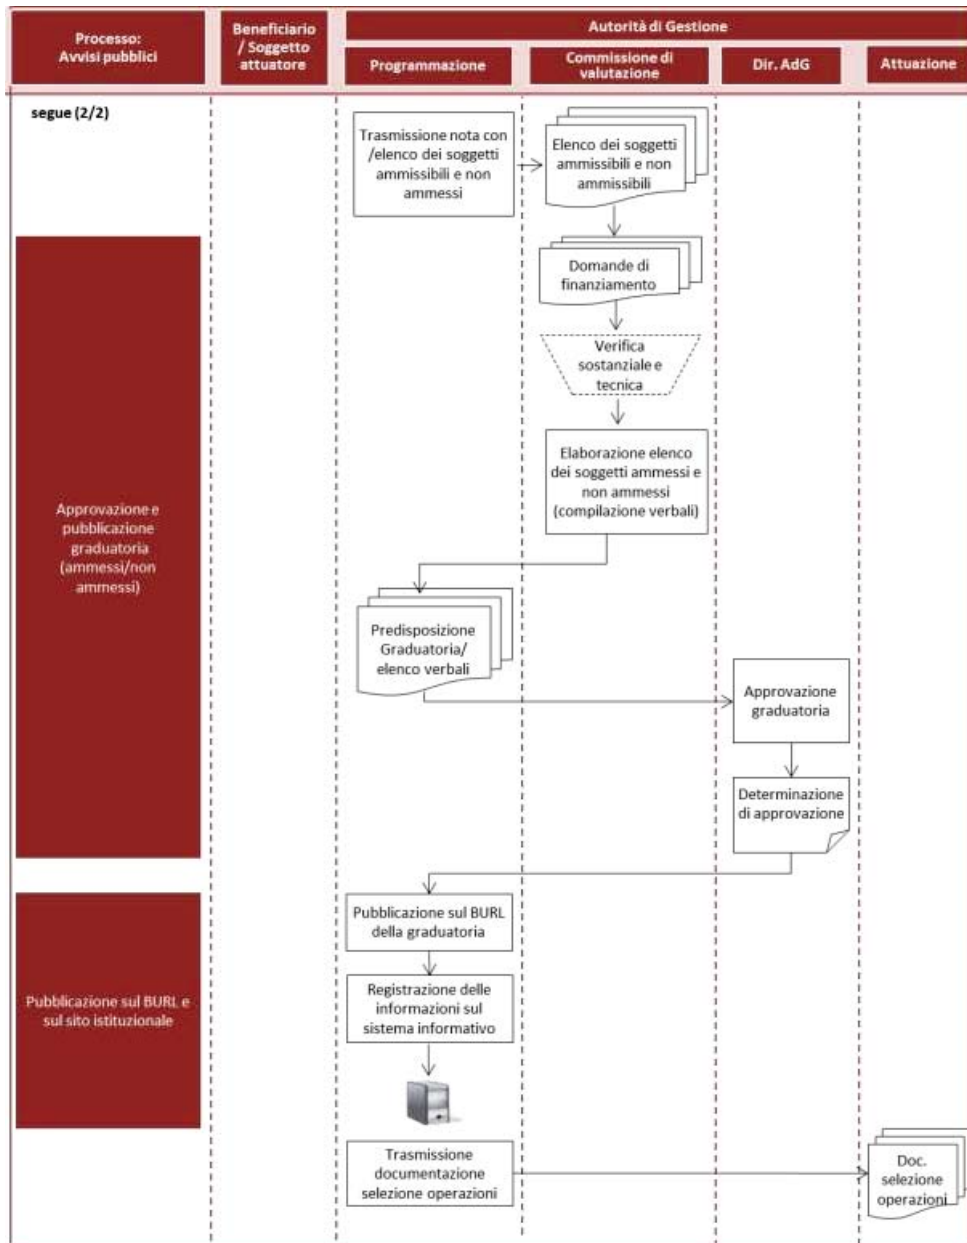 Processo:
Avvisi pubblici
Beneficiario
/ Soggetto
attuatore
Autorità di Gestione
Programmazione
Commissione di
valutazione
Dir. AdG
Attuazione
segue (2/2)
Trasmissione nota con
/elenco dei soggetti
ammissibili e non
ammessi
Elenco dei soggetti
ammissibili e non
ammissibili
Domande di
finanziamento
Verifica
sostanziale e
tecnica
Elaborazione elenco
dei soggetti ammessi e
non ammessi
(compilazione verbali)
Approvazione e
pubblicazione
graduatoria
(ammessi/non
ammessi)
Predisposizione
Graduatoria/
elenco verbali
Approvazione
graduatoria
Determinazione
di approvazione
Pubblicazione sul BURL
della graduatoria
Registrazione delle
informazioni sul
sistema informativo
Pubblicazione sul BURL e
sul sito istituzionale
Trasmissione
documentazione
selezione operazioni
Doc.
selezione
operazioni